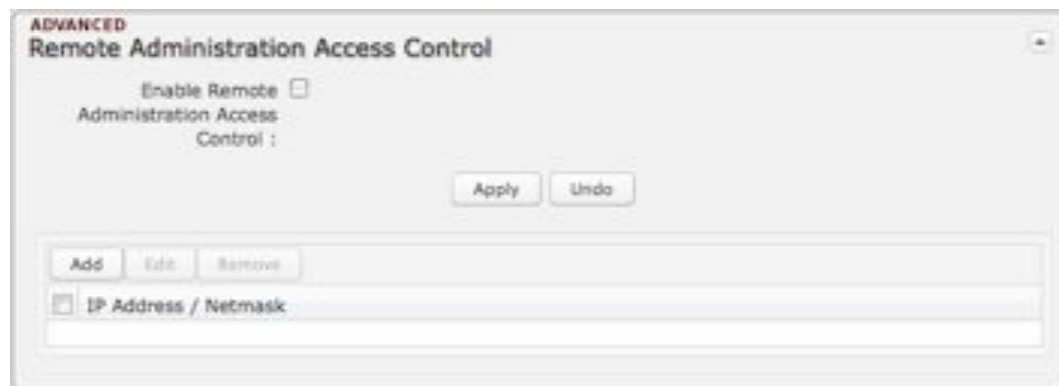 ADVANCED
Remote Administration Access Control
Enable Remote
Administration Access
Control :
Apply Undo
Add Edit Remove
IP Address / Netmask